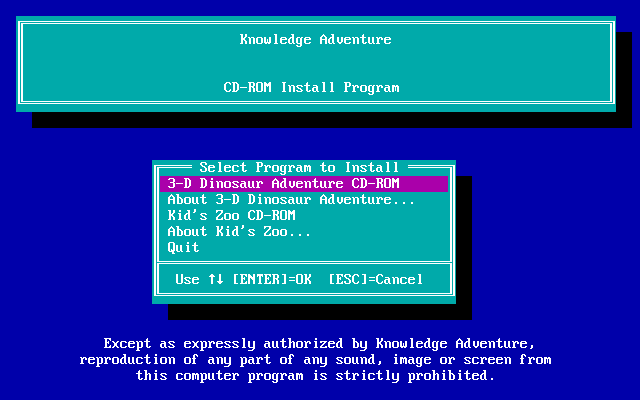 Knowledge Adventure
CD-ROM Install Program
Select Program to Install
3-D Dinosaur Adventure CD-ROM
About 3-D Dinosaur Adventure...
Kid's Zoo CD-ROM
About Kid's Zoo...
Quit
Use ↑↓ [ENTER]=OK  [ESC]=Cancel
Except as expressly authorized by Knowledge Adventure,
reproduction of any part of any sound, image or screen from
this computer program is strictly prohibited.